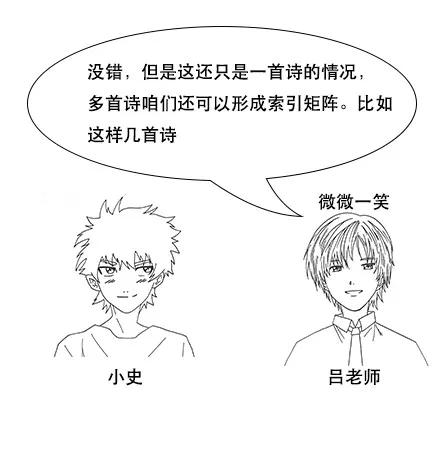 没错，但是这还只是一首诗的情况，
多首诗咱们还可以形成索引矩阵。比如
这样几首诗
微微一笑
小史
吕老师